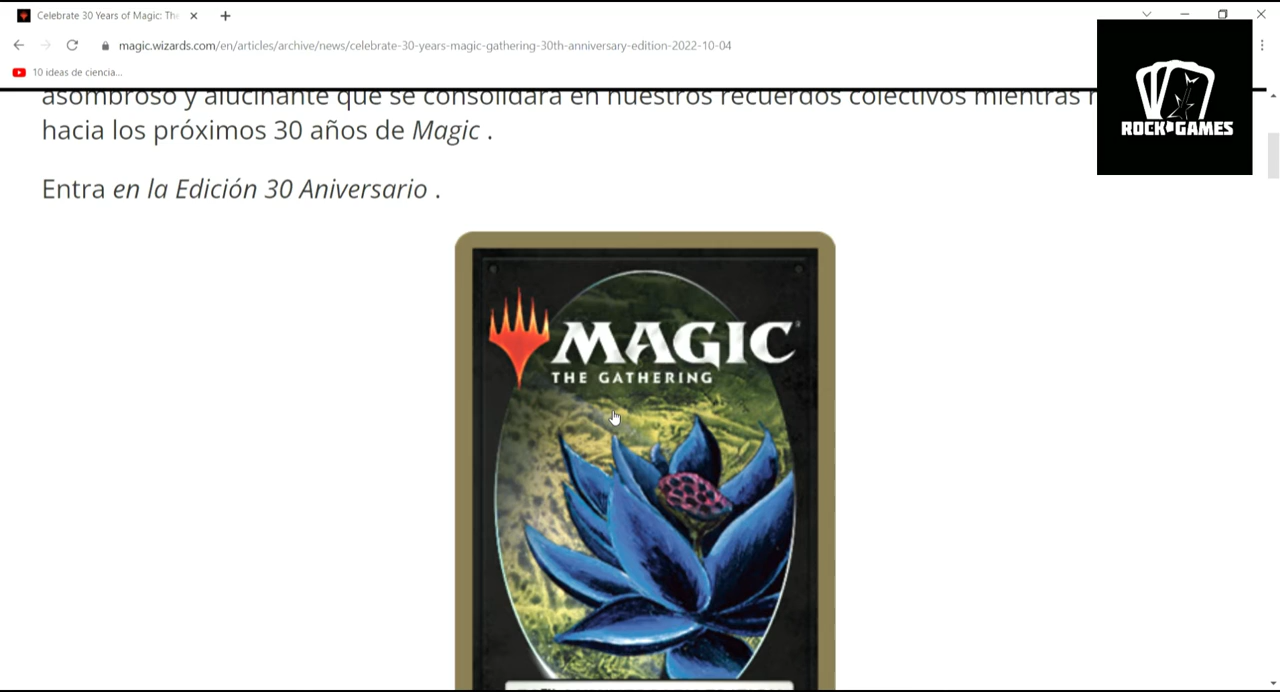 Celebrate 30 Years of Magic: The
magic.wizards.com/en/articles/archive/news/celebrate-30-years-magic-gathering-30th-anniversary-edition-2022-10-04
10 ideas de ciencia...
ROCK GAMES
asombroso y alucinante que se consolidará en nuestros recuerdos colectivos mientras
hacia los próximos 30 años de Magic .
Entra en la Edición 30 Aniversario .
MAGIC
THE GATHERING